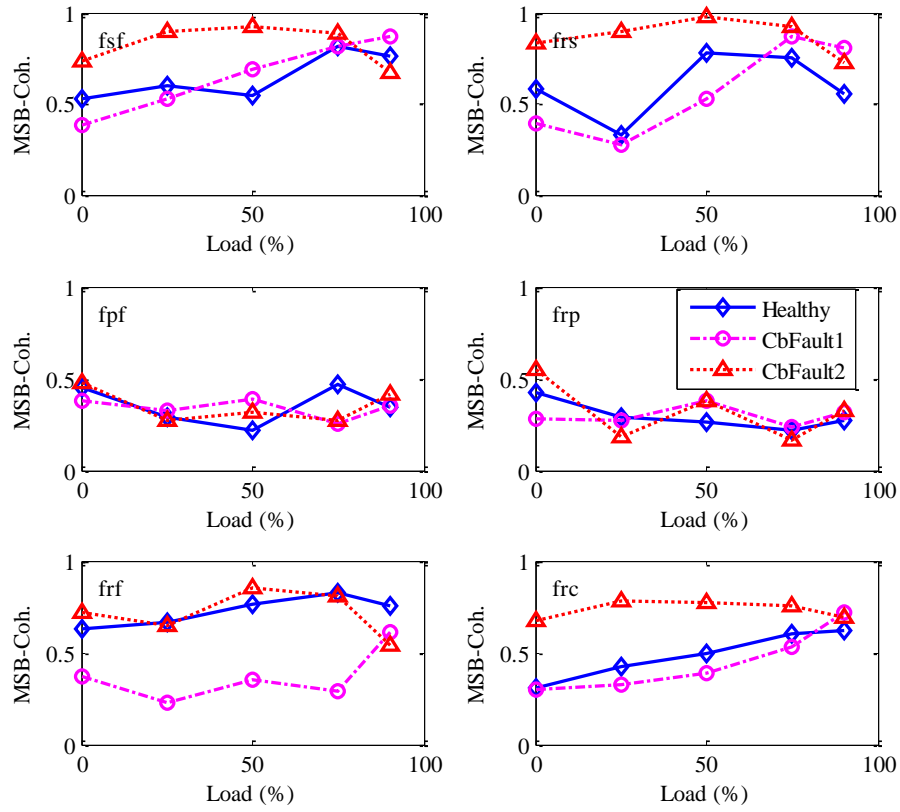 1
fsf
MSB-Coh.
0.5
0
0
50
100
Load (%)
1
frs
MSB-Coh.
0.5
0
0
50
100
Load (%)
1
fpf
MSB-Coh.
0.5
0
0
50
100
Load (%)
1
frp
MSB-Coh.
0.5
0
0
50
100
Load (%)
Healthy
CbFault1
CbFault2
1
frf
MSB-Coh.
0.5
0
0
50
100
Load (%)
1
frc
MSB-Coh.
0.5
0
0
50
100
Load (%)